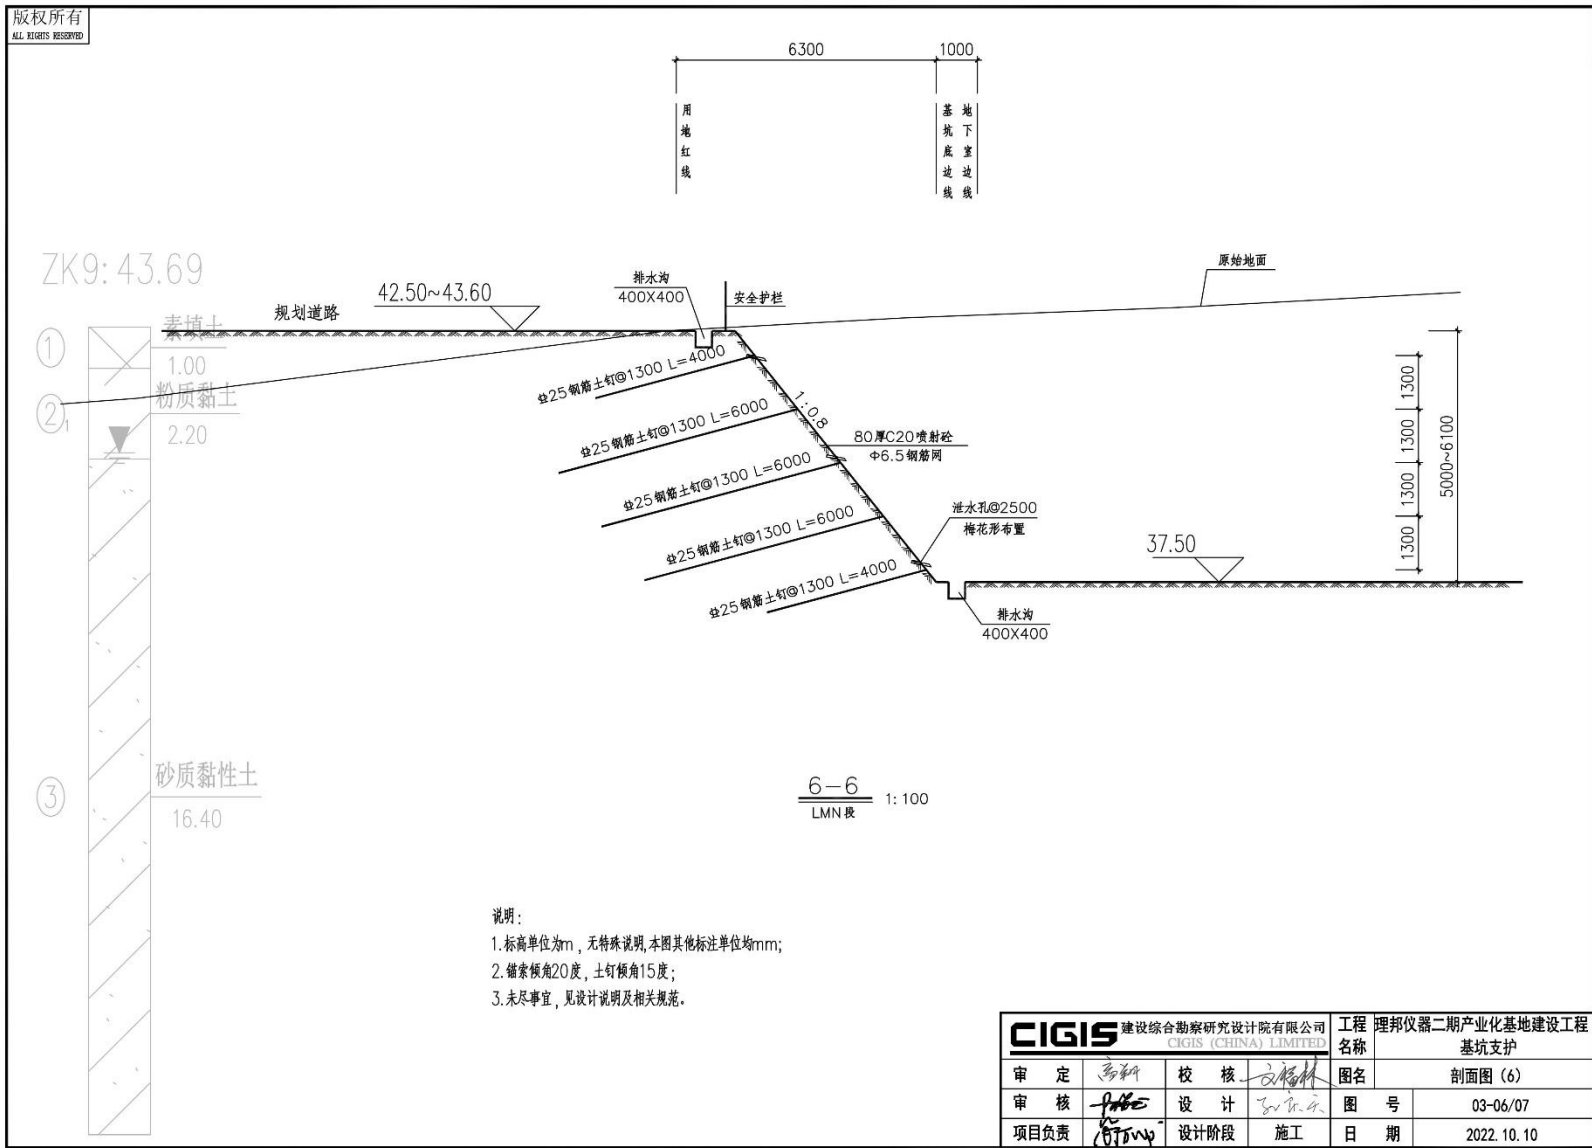 版权所有
ALL RIGHTS RESERVED
6300
1000
用地红线
基坑底边线
地下室边线
ZK9:43.69
原始地面
规划道路
42.50~43.60
排水沟
400X400
安全护栏
①
素填土
1.00
②1
粉质黏土
2.20
1:0.8
⌀25钢筋土钉@1300 L=4000
⌀25钢筋土钉@1300 L=6000
⌀25钢筋土钉@1300 L=6000
⌀25钢筋土钉@1300 L=6000
⌀25钢筋土钉@1300 L=4000
80厚C20喷射砼
Φ6.5钢筋网
泄水孔@2500
梅花形布置
37.50
1300
1300
1300
1300
5000~6100
排水沟
400X400
③
砂质黏性土
16.40
6-6
LMN段
1:100
说明:
1.标高单位为m,无特殊说明,本图其他标注单位均mm;
2.锚索倾角20度,土钉倾角15度;
3.未尽事宜,见设计说明及相关规范。
CIGIS 建设综合勘察研究设计院有限公司
CIGIS (CHINA) LIMITED
工程名称
理邦仪器二期产业化基地建设工程
基坑支护
审定
校核
图名
剖面图(6)
审核
设计
图号
03-06/07
项目负责
设计阶段
施工
日期
2022.10.10